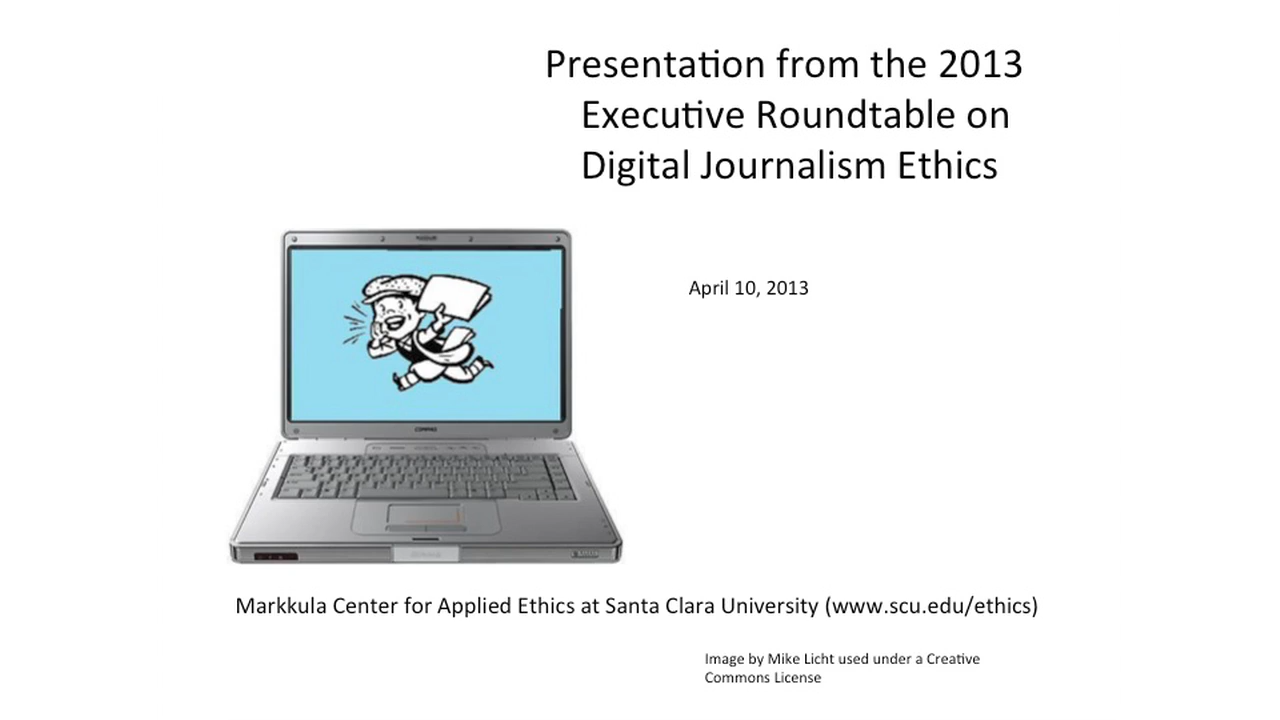 Presentation from the 2013
Executive Roundtable on
Digital Journalism Ethics
April 10, 2013
COMPAQ
Markkula Center for Applied Ethics at Santa Clara University (www.scu.edu/ethics)
Image by Mike Licht used under a Creative
Commons License